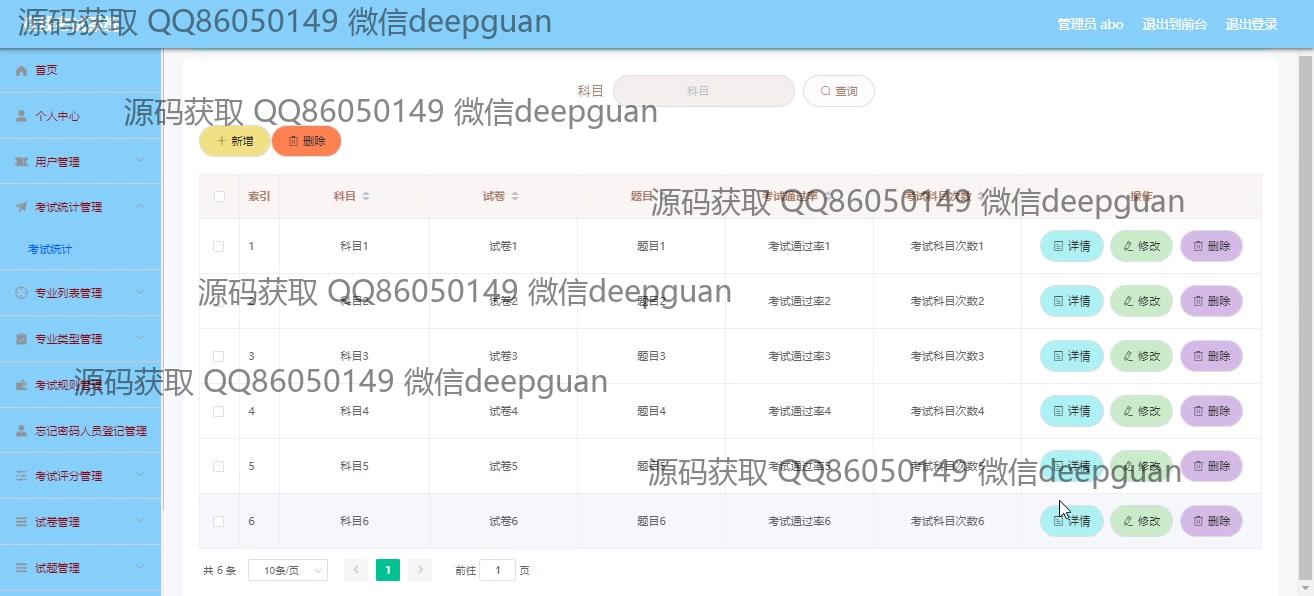 源码获取 QQ86050149 微信deepguan
管理员 abo 退出到前台 退出登录
首页
个人中心
用户管理
考试统计管理
考试统计
专业列表管理
专业类型管理
考试规则管理
忘记密码人员登记管理
考试评分管理
试卷管理
试题管理
科目 科目 查询
源码获取 QQ86050149 微信deepguan
新增 删除
索引 科目 试卷 题目 考试通过率 考试科目次数 操作
源码获取 QQ86050149 微信deepguan
1 科目1 试卷1 题目1 考试通过率1 考试科目次数1 详情 修改 删除
2 科目2 试卷2 题目2 考试通过率2 考试科目次数2 详情 修改 删除
源码获取 QQ86050149 微信deepguan
3 科目3 试卷3 题目3 考试通过率3 考试科目次数3 详情 修改 删除
源码获取 QQ86050149 微信deepguan
4 科目4 试卷4 题目4 考试通过率4 考试科目次数4 详情 修改 删除
5 科目5 试卷5 题目5 考试通过率5 考试科目次数5 详情 修改 删除
源码获取 QQ86050149 微信deepguan
6 科目6 试卷6 题目6 考试通过率6 考试科目次数6 详情 修改 删除
共 6 条 10条/页 1 前往 1 页